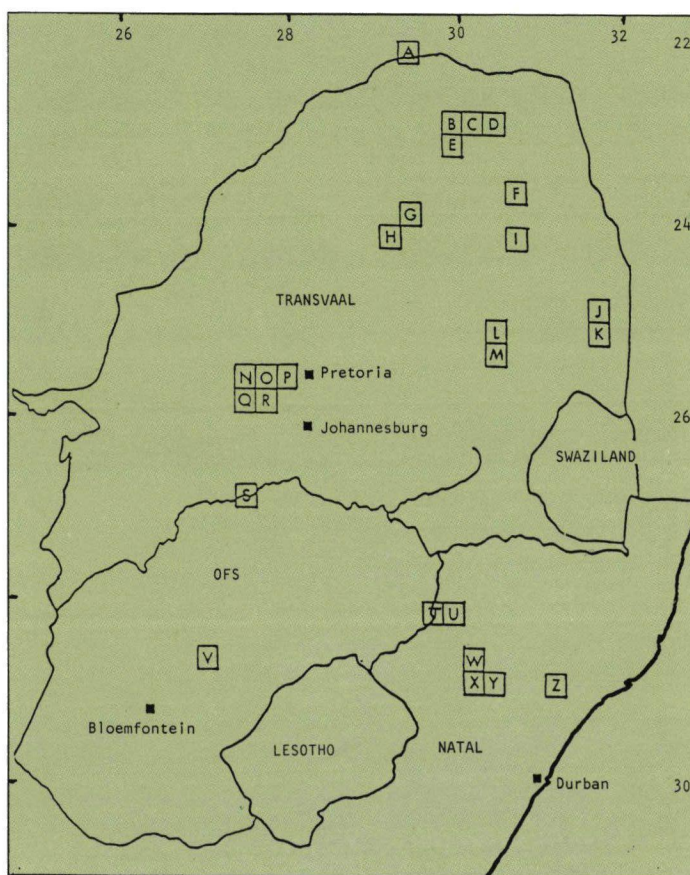 26 28 30 32
22
A
B C D
E
F
G
24
H I
TRANSVAAL
J
L K
M
N O P Pretoria
Q R
26
Johannesburg
SWAZILAND
S
OFS
T U
V W
X Y Z
Bloemfontein
LESOTHO NATAL
30
Durban